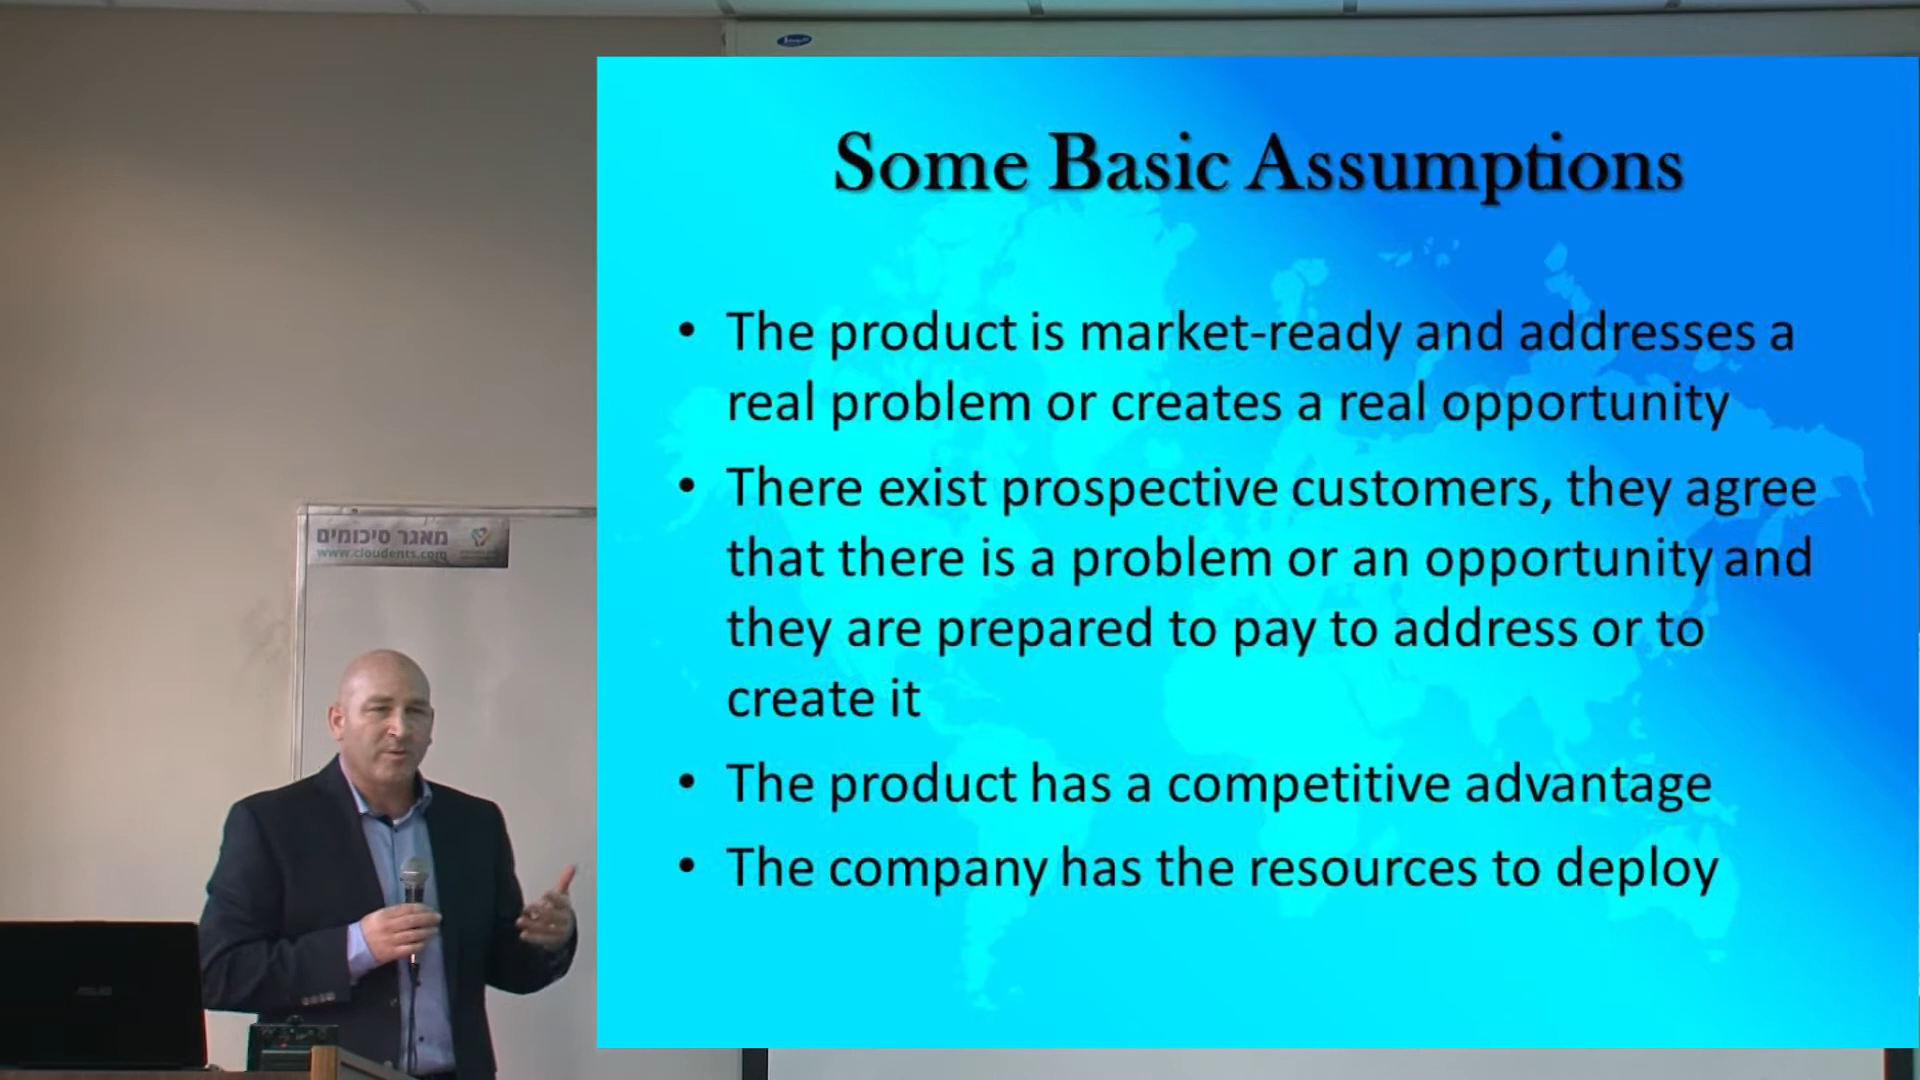 Some Basic Assumptions
• The product is market-ready and addresses a
real problem or creates a real opportunity
• There exist prospective customers, they agree
that there is a problem or an opportunity and
they are prepared to pay to address or to
create it
• The product has a competitive advantage
• The company has the resources to deploy
מאגר סיכומים
www.cloudents.com
ASUS